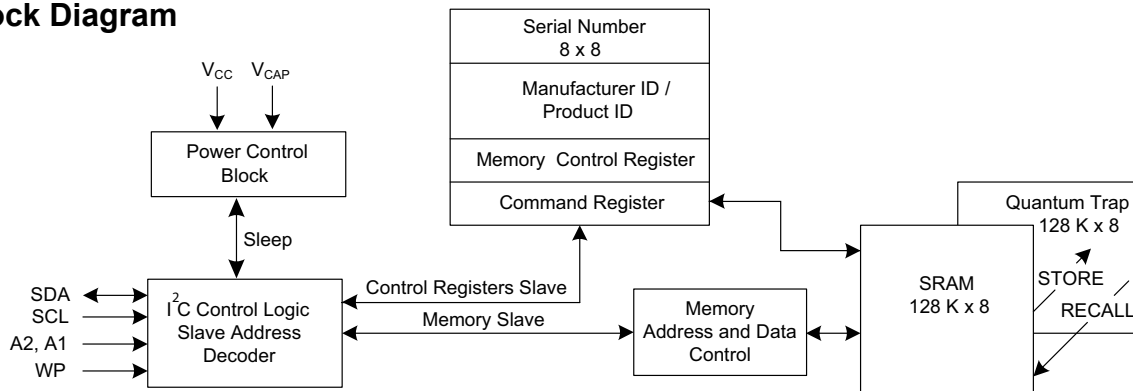 ock Diagram
Serial Number
8 x 8
Manufacturer ID /
Product ID
Memory Control Register
Command Register
VCC VCAP
Power Control
Block
Sleep
Quantum Trap
128 K x 8
SRAM
128 K x 8
STORE
RECALL
Control Registers Slave
Memory Slave
SDA
SCL
A2, A1
WP
I2C Control Logic
Slave Address
Decoder
Memory
Address and Data
Control